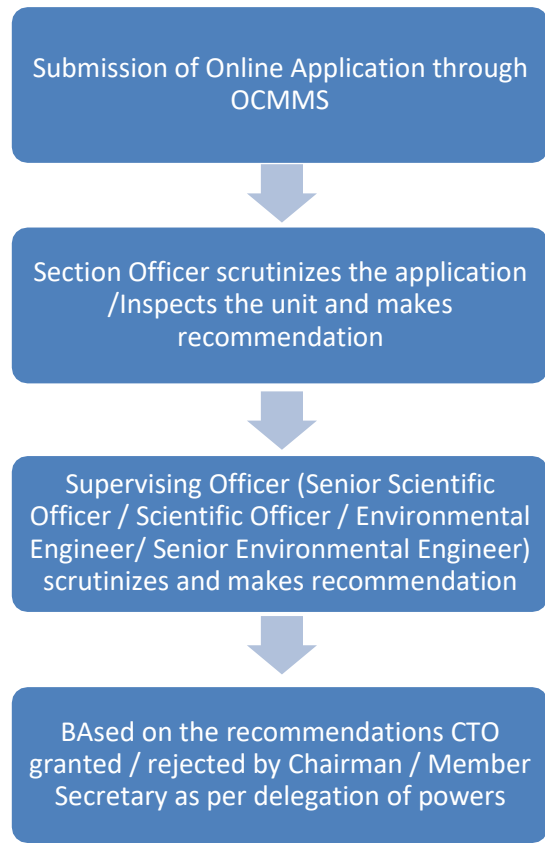 Submission of Online Application through
OCMMS
Section Officer scrutinizes the application
/Inspects the unit and makes
recommendation
Supervising Officer (Senior Scientific
Officer / Scientific Officer / Environmental
Engineer/ Senior Environmental Engineer)
scrutinizes and makes recommendation
BAsed on the recommendations CTO
granted / rejected by Chairman / Member
Secretary as per delegation of powers